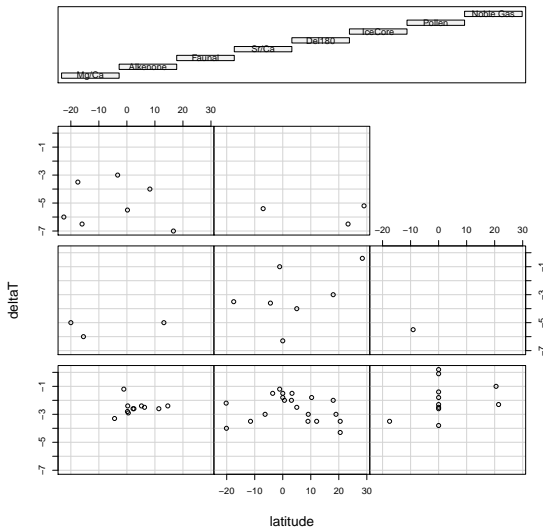 Noble Gas
Pollen
IceCore
Del180
Sr/Ca
Faunal
Alkenone
Mg/Ca
−20 −10 0 10 20 30
−7 −5 −3 −1
−20 −10 0 10 20 30
−7 −5 −3 −1
−7 −5 −3 −1
−20 −10 0 10 20 30
deltaT
latitude